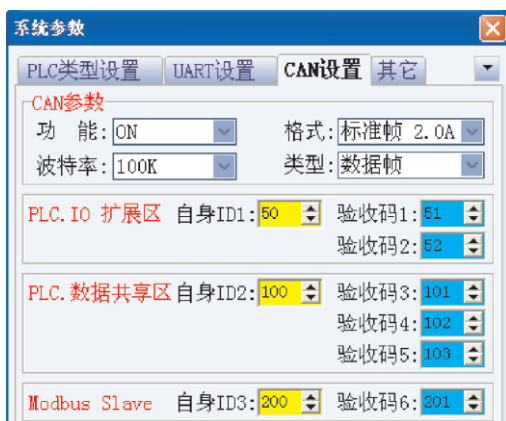 系统参数
PLC类型设置 UART设置 CAN设置 其它
CAN参数
功 能: ON 格式: 标准帧 2.0A
波特率: 100K 类型: 数据帧
PLC.IO 扩展区 自身ID1: 50 验收码1: 51
验收码2: 52
PLC.数据共享区 自身ID2: 100 验收码3: 101
验收码4: 102
验收码5: 103
Modbus Slave 自身ID3: 200 验收码6: 201